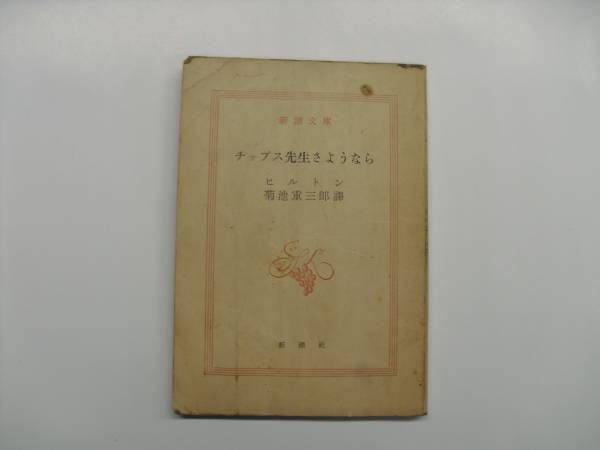 新潮文庫
チップス先生さようなら
ヒルトン
菊池重三郎譯
新潮社